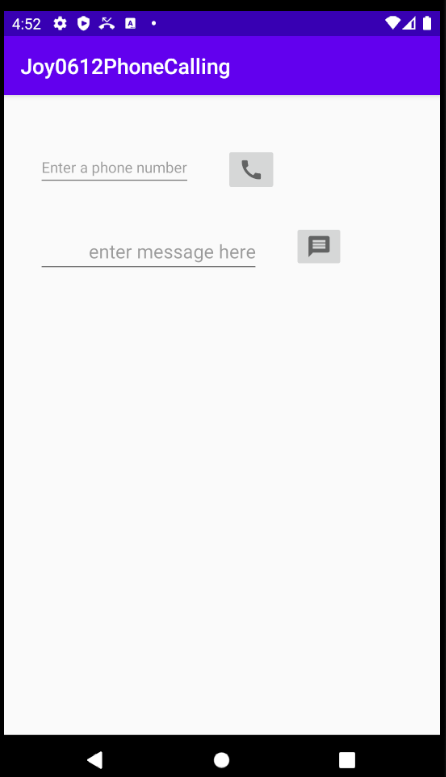 4:52
Joy0612PhoneCalling
Enter a phone number
enter message here